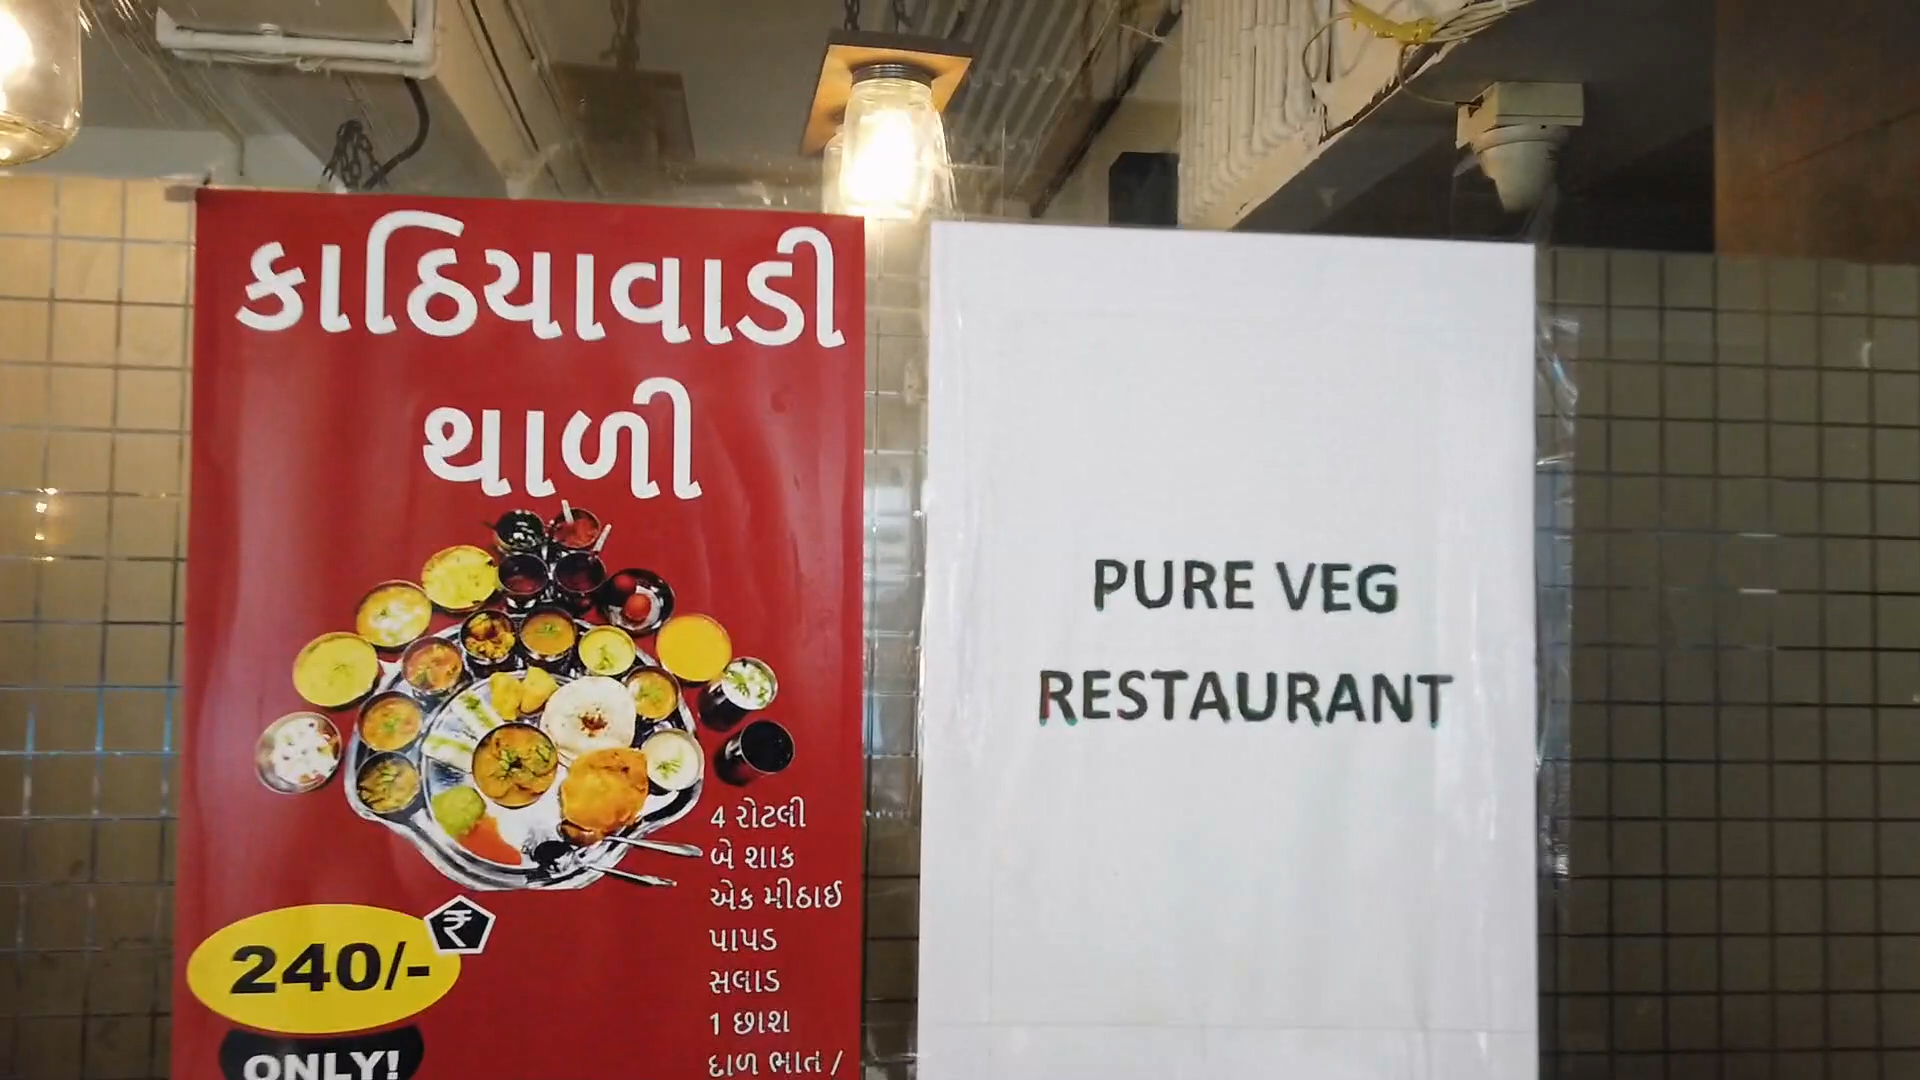 કાઠિયાવાડી
થાળી
4 રોટલી
બે શાક
એક મીઠાઈ
પાપડ
સલાડ
1 છાશ
દાળ ભાત /
₹
240/-
ONLY!
PURE VEG
RESTAURANT